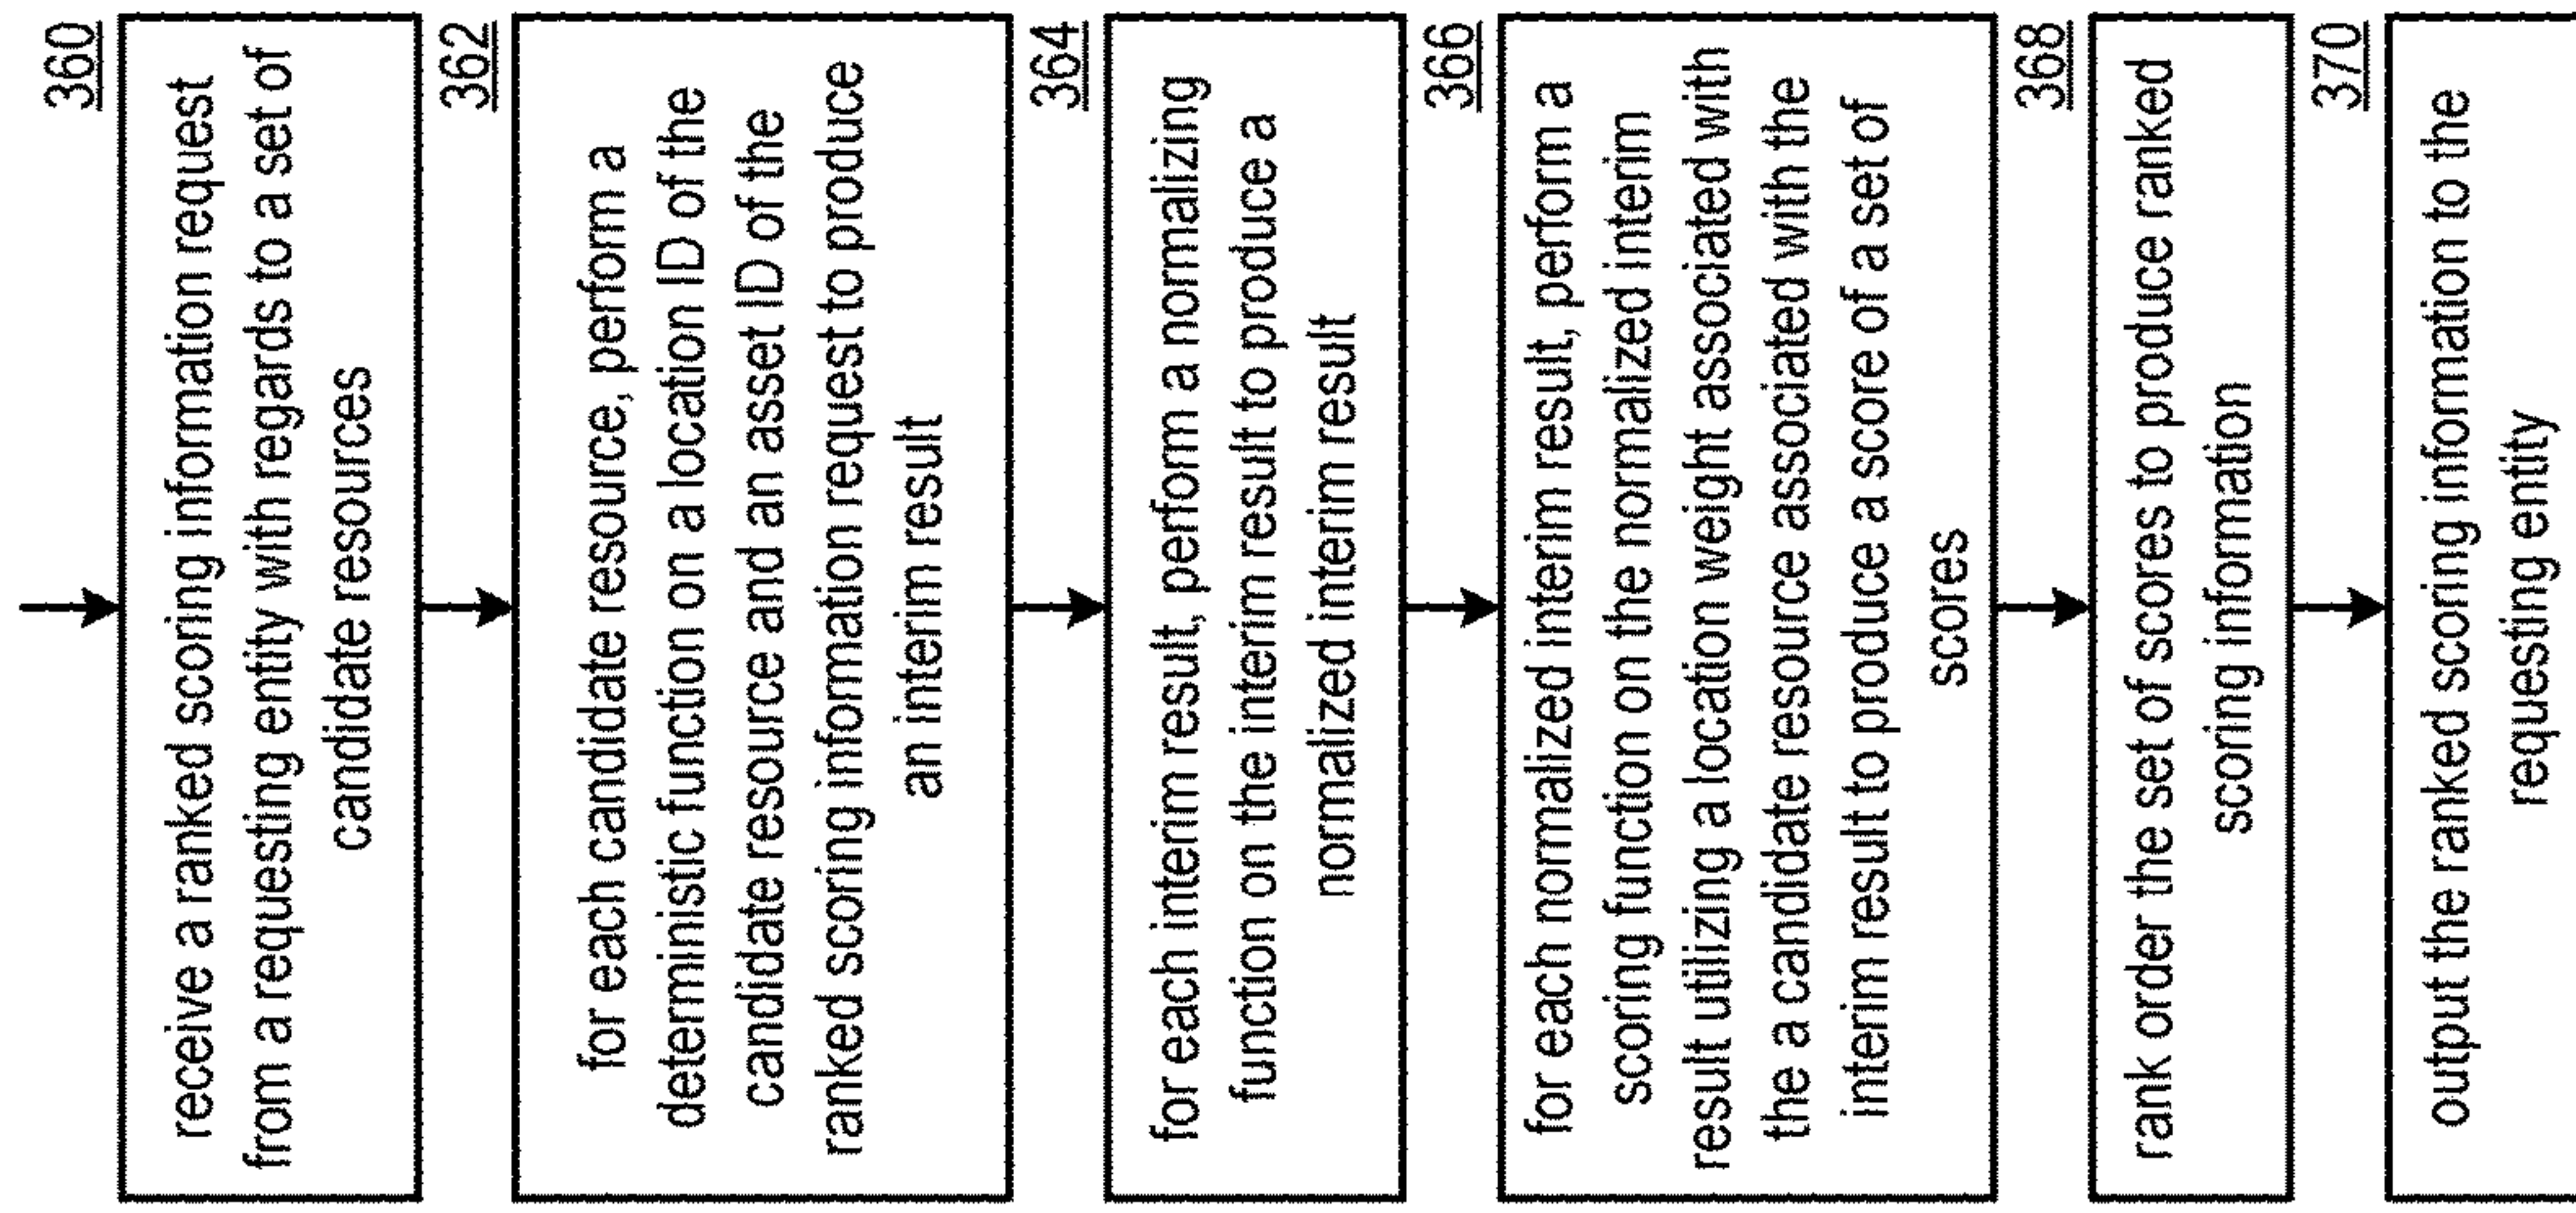 360
receive a ranked scoring information request
from a requesting entity with regards to a set of
candidate resources
362
for each candidate resource, perform a
deterministic function on a location ID of the
candidate resource and an asset ID of the
ranked scoring information request to produce
an interim result
364
for each interim result, perform a normalizing
function on the interim result to produce a
normalized interim result
366
for each normalized interim result, perform a
scoring function on the normalized interim
result utilizing a location weight associated with
the a candidate resource associated with the
interim result to produce a score of a set of
scores
368
rank order the set of scores to produce ranked
scoring information
370
output the ranked scoring information to the
requesting entity